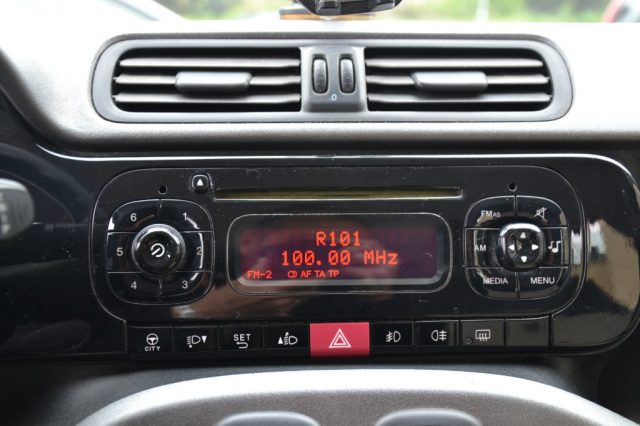 0
6 1
5 2
4 3
R101
100.00 MHz
FM-2 AF TA TP
FMAS
AM
MEDIA MENU
CITY
SET